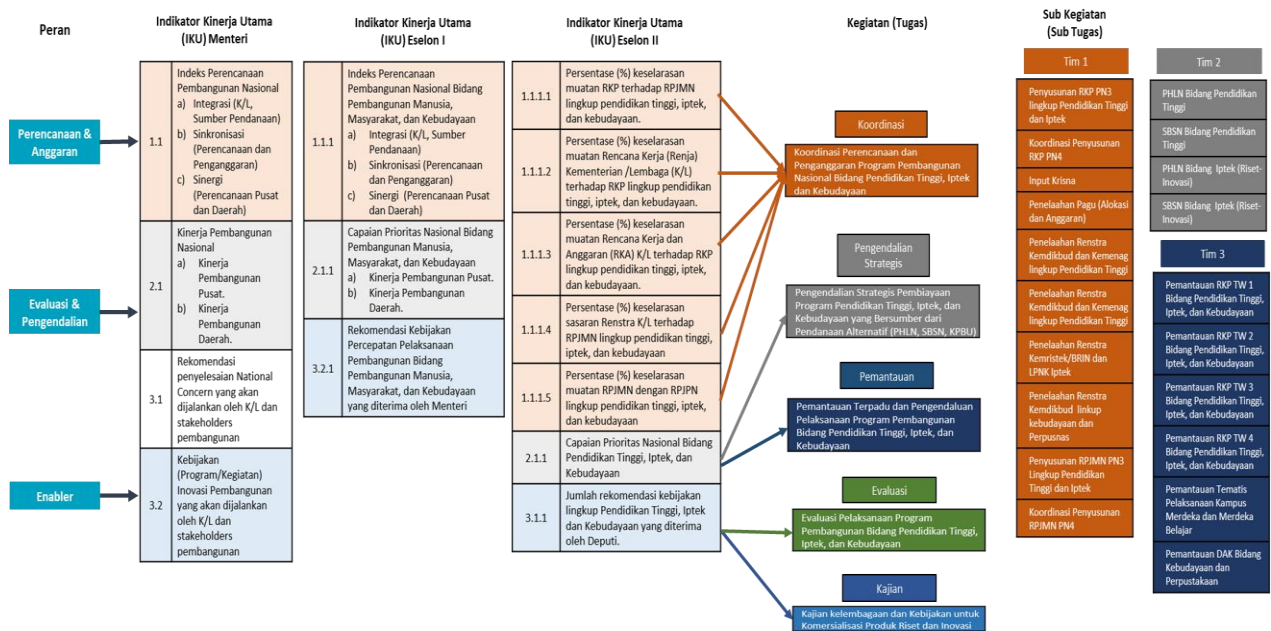 Peran
Perencanaan &
Anggaran
Evaluasi &
Pengendalian
Enabler
Indikator Kinerja Utama
(IKU) Menteri
1.1
Indeks Perencanaan
Pembangunan Nasional
a) Integrasi (K/L,
Sumber Pendanaan)
b) Sinkronisasi
(Perencanaan dan
Penganggaran)
c) Sinergi
(Perencanaan Pusat
dan Daerah)
2.1
Kinerja Pembangunan
Nasional
a) Kinerja
Pembangunan
Pusat.
b) Kinerja
Pembangunan
Daerah.
3.1
Rekomendasi
penyelesaian National
Concern yang akan
dijalankan oleh K/L dan
stakeholders
pembangunan
3.2
Kebijakan
(Program/Kegiatan)
Inovasi Pembangunan
yang akan dijalankan
oleh K/L dan
stakeholders
pembangunan
Indikator Kinerja Utama
(IKU) Eselon I
1.1.1
Indeks Perencanaan
Pembangunan Nasional Bidang
Pembangunan Manusia,
Masyarakat, dan Kebudayaan
a) Integrasi (K/L, Sumber
Pendanaan)
b) Sinkronisasi (Perencanaan
dan Penganggaran)
c) Sinergi (Perencanaan
Pusat dan Daerah)
2.1.1
Capaian Prioritas Nasional Bidang
Pembangunan Manusia,
Masyarakat, dan Kebudayaan
a) Kinerja Pembangunan Pusat.
b) Kinerja Pembangunan
Daerah.
3.2.1
Rekomendasi Kebijakan
Percepatan Pelaksanaan
Pembangunan Bidang
Pembangunan Manusia,
Masyarakat, dan Kebudayaan
yang diterima oleh Menteri
Indikator Kinerja Utama
(IKU) Eselon II
1.1.1.1
Persentase (%) keselarasan
muatan RKP terhadap RPJMN
lingkup pendidikan tinggi, iptek,
dan kebudayaan.
1.1.1.2
Persentase (%) keselarasan
muatan Rencana Kerja (Renja)
Kementerian /Lembaga (K/L)
terhadap RKP lingkup pendidikan
tinggi, iptek, dan kebudayaan.
1.1.1.3
Persentase (%) keselarasan
muatan Rencana Kerja dan
Anggaran (RKA) K/L terhadap RKP
lingkup pendidikan tinggi, iptek,
dan kebudayaan.
1.1.1.4
Persentase (%) keselarasan
sasaran Renstra K/L terhadap
RPJMN lingkup pendidikan tinggi,
iptek, dan kebudayaan
1.1.1.5
Persentase (%) keselarasan
muatan RPJMN dengan RPJPN
lingkup pendidikan tinggi, iptek,
dan kebudayaan
2.1.1
Capaian Prioritas Nasional Bidang
Pendidikan Tinggi, Iptek, dan
Kebudayaan
3.1.1
Jumlah rekomendasi kebijakan
lingkup Pendidikan Tinggi, Iptek
dan Kebudayaan yang diterima
oleh Deputi.
Kegiatan (Tugas)
Koordinasi
Koordinasi Perencanaan dan
Penganggaran Program Pembangunan
Nasional Bidang Pendidikan Tinggi, Iptek
dan Kebudayaan
Pengendalian
Strategis
Pengendalian Strategis Pembiayaan
Program Pendidikan Tinggi, Iptek, dan
Kebudayaan yang Bersumber dari
Pendanaan Alternatif (PHLN, SBSN, KPBU)
Pemantauan
Pemantauan Terpadu dan Pengendaluan
Pelaksanaan Program Pembangunan
Bidang Pendidikan Tinggi, Iptek, dan
Kebudayaan
Evaluasi
Evaluasi Pelaksanaan Program
Pembangunan Bidang Pendidikan Tinggi,
Iptek, dan Kebudayaan
Kajian
Kajian kelembagaan dan Kebijakan untuk
Komersialisasi Produk Riset dan Inovasi
Sub Kegiatan
(Sub Tugas)
Tim 1
Penyusunan RKP PN3
lingkup Pendidikan Tinggi
dan Iptek
Koordinasi Penyusunan
RKP PN4
Input Krisna
Penelaahan Pagu (Alokasi
dan Anggaran)
Penelaahan Renstra
Kemdikbud dan Kemenag
lingkup Pendidikan Tinggi
Penelaahan Renstra
Kemdikbud dan Kemenag
lingkup Pendidikan Tinggi
Penelaahan Renstra
Kemristek/BRIN dan
LPNK Iptek
Penelaahan Renstra
Kemdikbud linkup
kebudayaan dan
Perpusnas
Penyusunan RPJMN PN3
Lingkup Pendidikan
Tinggi dan Iptek
Koordinasi Penyusunan
RPJMN PN4
Tim 2
PHLN Bidang Pendidikan
Tinggi
SBSN Bidang Pendidikan
Tinggi
PHLN Bidang Iptek (Riset-
Inovasi)
SBSN Bidang Iptek (Riset-
Inovasi)
Tim 3
Pemantauan RKP TW 1
Bidang Pendidikan Tinggi,
Iptek, dan Kebudayaan
Pemantauan RKP TW 2
Bidang Pendidikan Tinggi,
Iptek, dan Kebudayaan
Pemantauan RKP TW 3
Bidang Pendidikan Tinggi,
Iptek, dan Kebudayaan
Pemantauan RKP TW 4
Bidang Pendidikan Tinggi,
Iptek, dan Kebudayaan
Pemantauan Tematis
Pelaksanaan Kampus
Merdeka dan Merdeka
Belajar
Pemantauan DAK Bidang
Kebudayaan dan
Perpustakaan